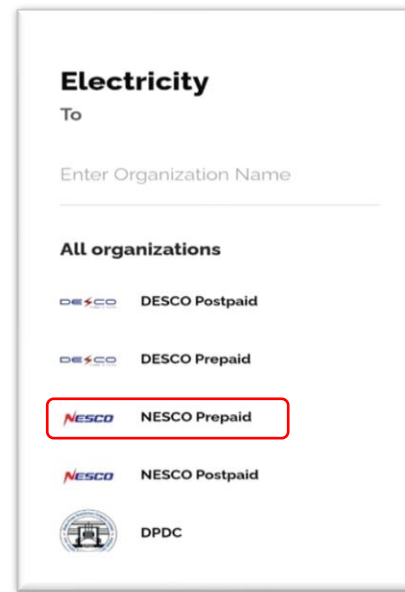 Electricity
To
Enter Organization Name
All organizations
DESCO DESCO Postpaid
DESCO DESCO Prepaid
NESCO NESCO Prepaid
NESCO NESCO Postpaid
DPDC